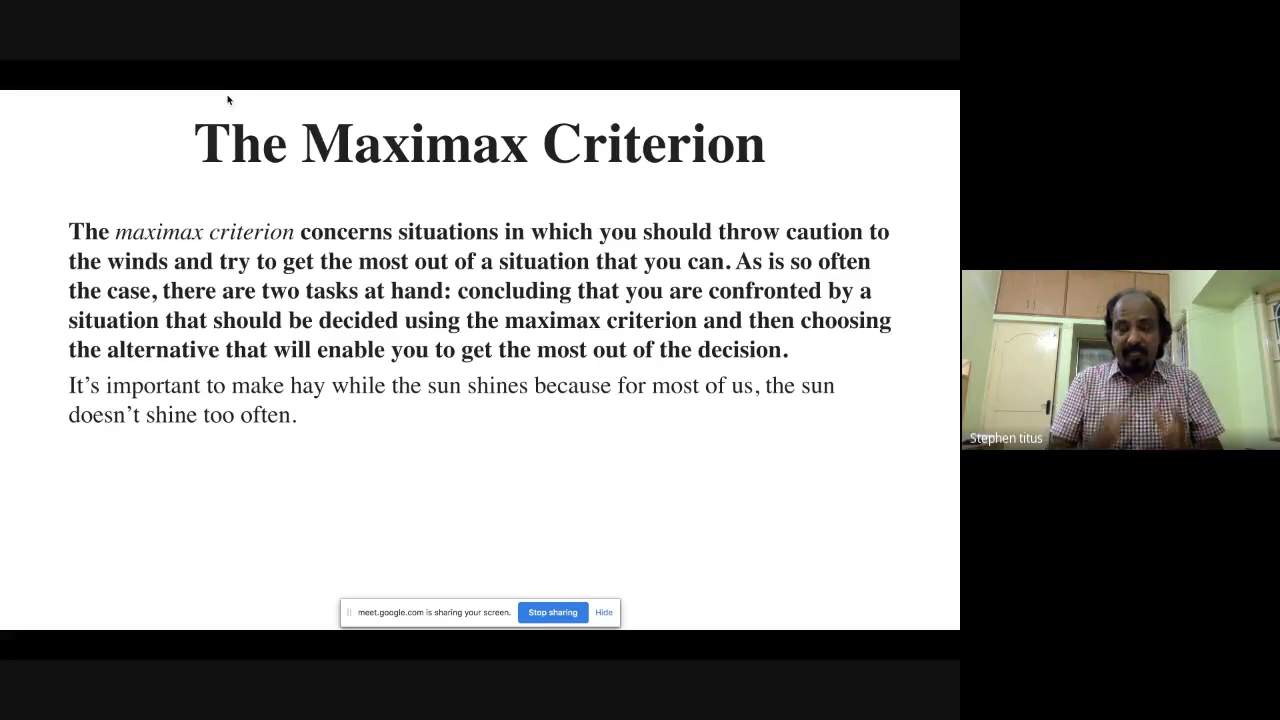 The Maximax Criterion
The maximax criterion concerns situations in which you should throw caution to
the winds and try to get the most out of a situation that you can. As is so often
the case, there are two tasks at hand: concluding that you are confronted by a
situation that should be decided using the maximax criterion and then choosing
the alternative that will enable you to get the most out of the decision.
It’s important to make hay while the sun shines because for most of us, the sun
doesn’t shine too often.
Stephen titus
meet.google.com is sharing your screen. Stop sharing Hide